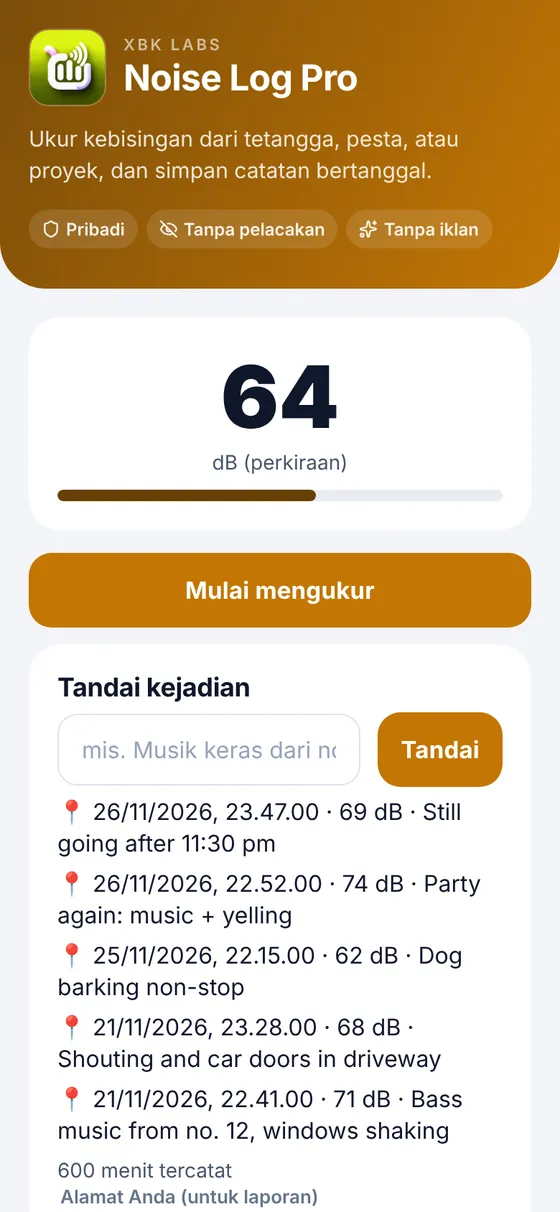 XBK LABS
Noise Log Pro
Ukur kebisingan dari tetangga, pesta, atau
proyek, dan simpan catatan bertanggal.
Pribadi
Tanpa pelacakan
Tanpa iklan
64
dB (perkiraan)
Mulai mengukur
Tandai kejadian
mis. Musik keras dari
Tandai
📍 26/11/2026, 23.47.00 · 69 dB · Still
going after 11:30 pm
📍 26/11/2026, 22.52.00 · 74 dB · Party
again: music + yelling
📍 25/11/2026, 22.15.00 · 62 dB · Dog
barking non-stop
📍 21/11/2026, 23.28.00 · 68 dB ·
Shouting and car doors in driveway
📍 21/11/2026, 22.41.00 · 71 dB · Bass
music from no. 12, windows shaking
600 menit tercatat
Alamat Anda (untuk laporan)